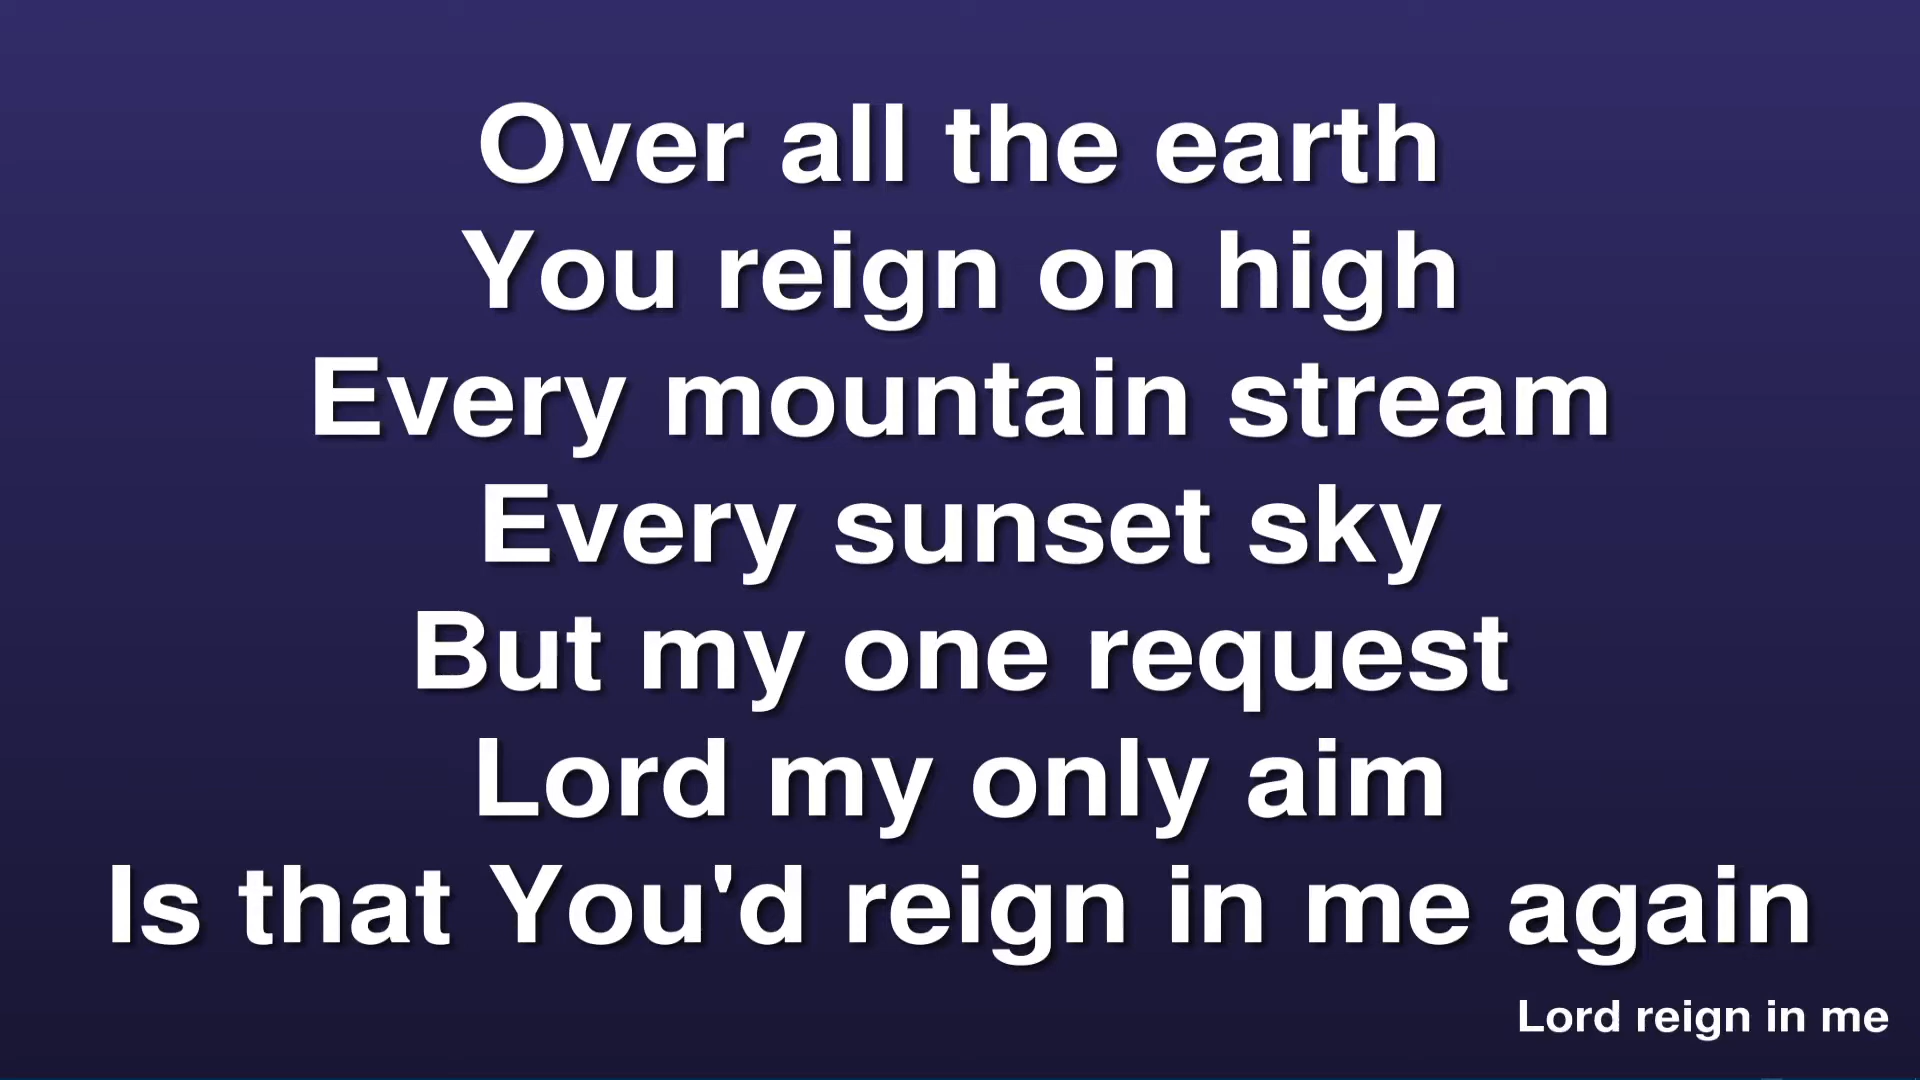 Over all the earth
You reign on high
Every mountain stream
Every sunset sky
But my one request
Lord my only aim
Is that You'd reign in me again
Lord reign in me